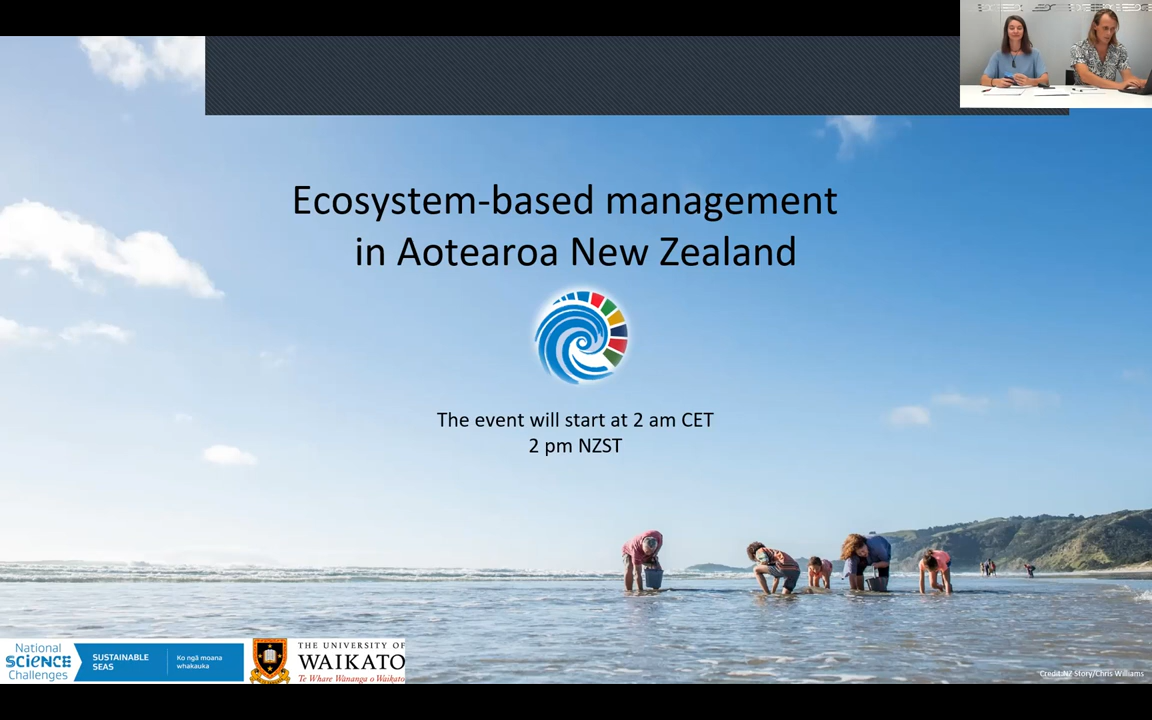 Ecosystem-based management
in Aotearoa New Zealand
The event will start at 2 am CET
2 pm NZST
National
SCIENCE
Challenges
SUSTAINABLE
SEAS
Ko ngā moana
whakauka
THE UNIVERSITY OF
WAIKATO
Te Whare Wananga o Waikato
Credit:NZ Story/Chris Williams